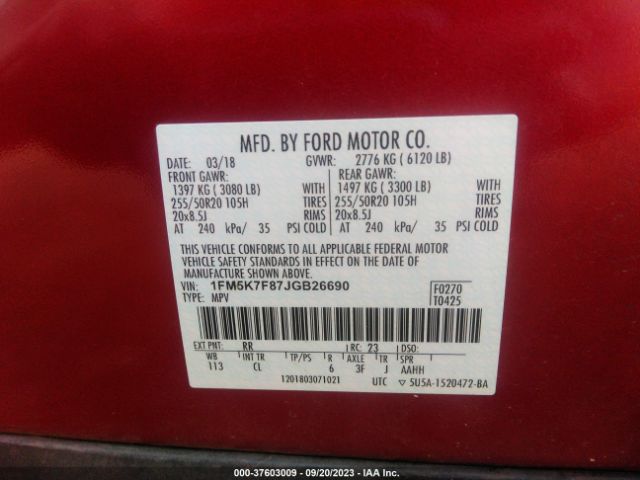 MFD. BY FORD MOTOR CO.
DATE: 03/18 GVWR: 2776 KG ( 6120 LB)
FRONT GAWR: REAR GAWR:
1397 KG ( 3080 LB) WITH 1497 KG ( 3300 LB) WITH
255/50R20 105H TIRES 255/50R20 105H TIRES
20x8.5J RIMS 20x8.5J RIMS
AT 240 kPa/ 35 PSI COLD AT 240 kPa/ 35 PSI COLD
THIS VEHICLE CONFORMS TO ALL APPLICABLE FEDERAL MOTOR
VEHICLE SAFETY STANDARDS IN EFFECT ON THE DATE OF
MANUFACTURE SHOWN ABOVE.
VIN: 1FM5K7F87JGB26690 F0270
TYPE: MPV T0425
EXT PNT: RR RC: 23 DSO:
WB INT TR TP/PS R AXLE TR SPR
113 CL 6 3F J AAHH
1201803071021 UTC ▽ 5U5A-1520472-BA
000-37603009 - 09/20/2023 - IAA Inc.